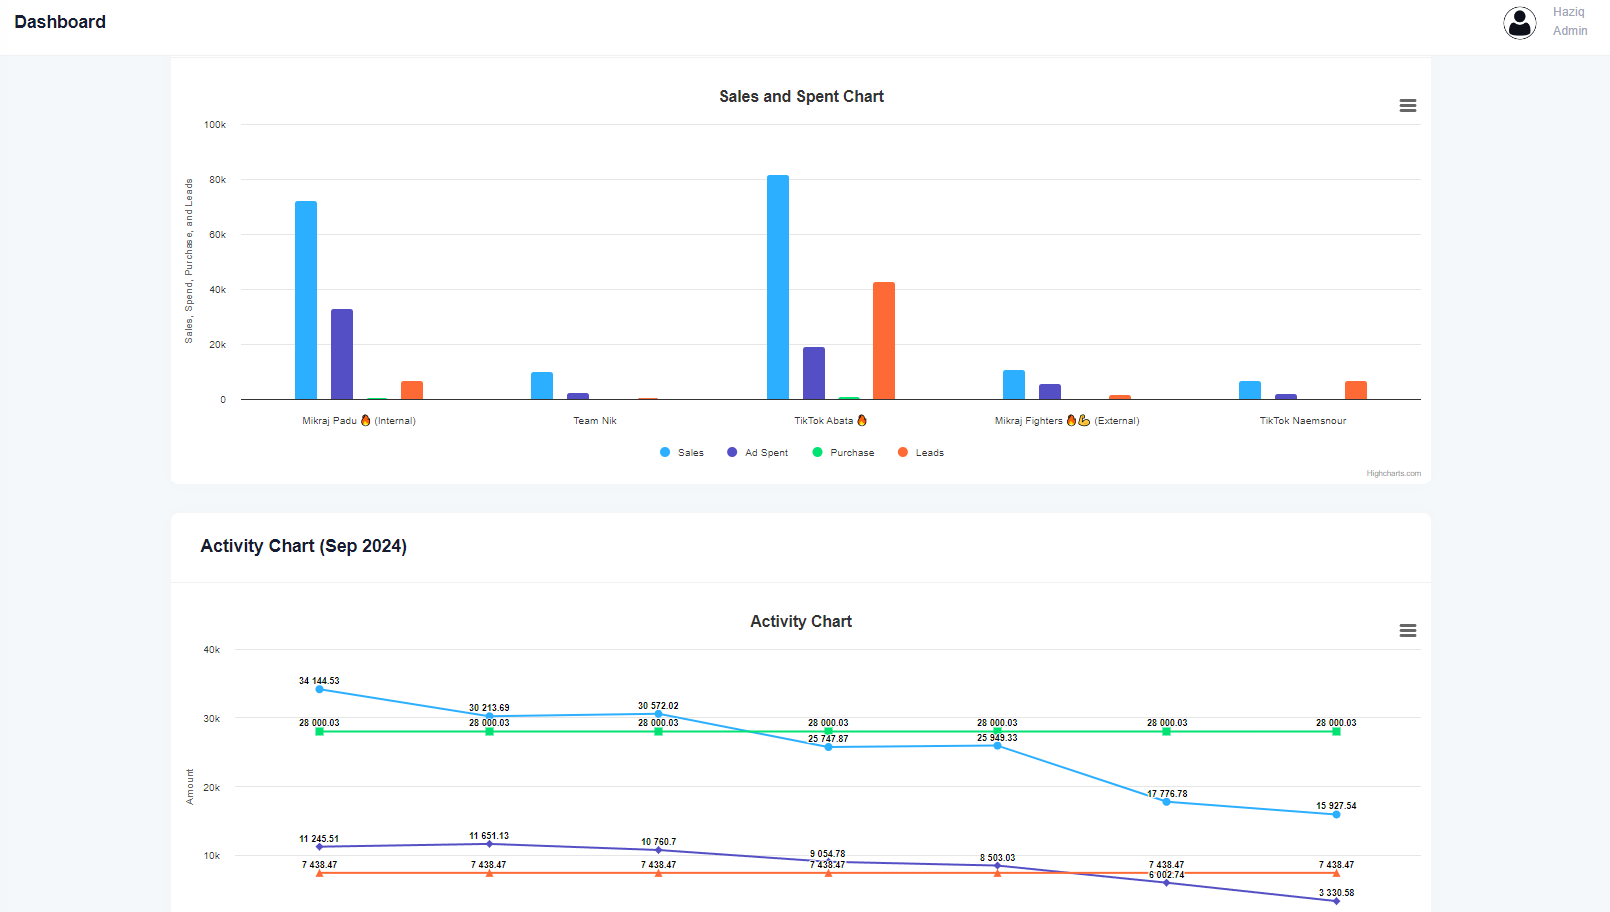 Dashboard
Haziq
Admin
Sales and Spent Chart
Sales, Spend, Purchase, and Leads
100k
80k
60k
40k
20k
0
Mikraj Padu 🔥 (Internal)
Team Nik
TikTok Abata 🔥
Mikraj Fighters 🔥💪 (External)
TikTok Naemsnour
Sales
Ad Spent
Purchase
Leads
Highcharts.com
Activity Chart (Sep 2024)
Activity Chart
Amount
40k
30k
20k
10k
34 144.53
30 213.69
30 572.02
25 747.87
25 949.33
17 776.78
15 927.54
28 000.03
28 000.03
28 000.03
28 000.03
28 000.03
28 000.03
28 000.03
11 245.51
11 651.13
10 760.7
9 054.78
8 503.03
6 002.74
3 330.58
7 438.47
7 438.47
7 438.47
7 438.47
7 438.47
7 438.47